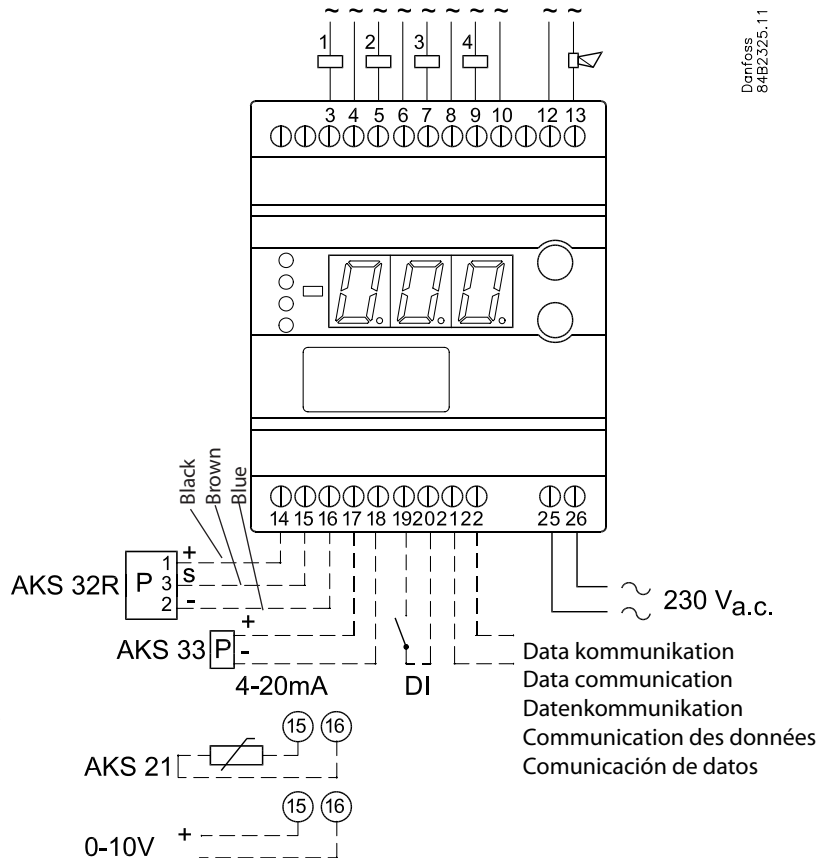 ~ ~ ~ ~ ~ ~ ~ ~ ~ ~
Danfoss
84B2325.11
1 2 3 4
3 4 5 6 7 8 9 10 12 13
0.0.0.
Black
Brown
Blue
14 15 16 17 18 19 20 21 22 25 26
AKS 32R P 1 +
3 S
2 -
~ ~ 230 Va.c.
AKS 33 P +
-
4-20mA DI
Data kommunikation
Data communication
Datenkommunikation
Communication des données
Comunicación de datos
15 16
AKS 21
15 16
0-10V +
-